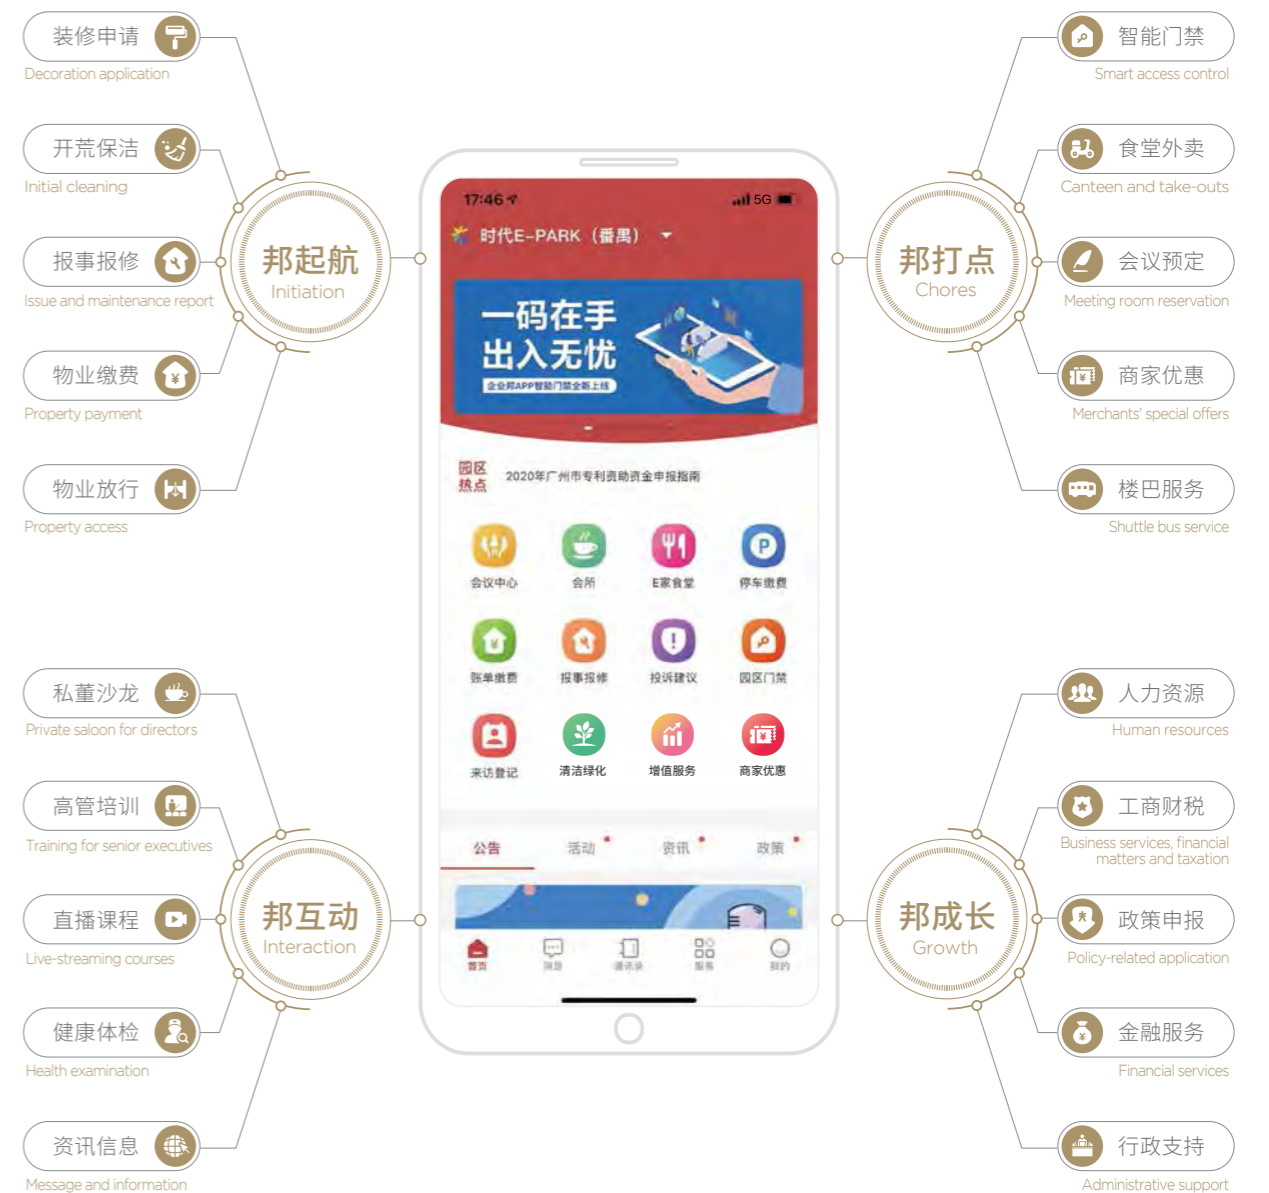 装修申请
Decoration application
开荒保洁
Initial cleaning
报事报修
Issue and maintenance report
物业缴费
Property payment
物业放行
Property access
邦起航
Initiation
智能门禁
Smart access control
食堂外卖
Canteen and take-outs
会议预定
Meeting room reservation
商家优惠
Merchants' special offers
楼巴服务
Shuttle bus service
邦打点
Chores
17:46
5G
时代E-PARK（番禺）
一码在手
出入无忧
企业邦APP智能门禁全新上线
园区
热点
2020年广州市专利资助资金申报指南
会议中心 会所 E家食堂 停车缴费
账单缴费 报事报修 投诉建议 园区门禁
来访登记 清洁绿化 增值服务 商家优惠
公告 活动 资讯 政策
首页 消息 通讯录 服务 我的
私董沙龙
Private saloon for directors
高管培训
Training for senior executives
直播课程
Live-streaming courses
健康体检
Health examination
资讯信息
Message and information
邦互动
Interaction
人力资源
Human resources
工商财税
Business services, financial
matters and taxation
政策申报
Policy-related application
金融服务
Financial services
行政支持
Administrative support
邦成长
Growth